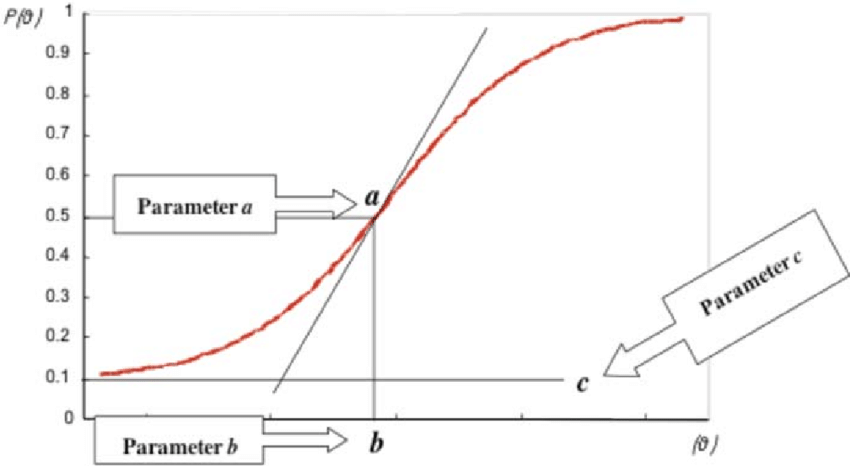 P(ϑ)
1
0.9
0.8
0.7
0.6
0.5
0.4
0.3
0.2
0.1
0
Parameter a
a
Parameter c
c
Parameter b
b
(ϑ)